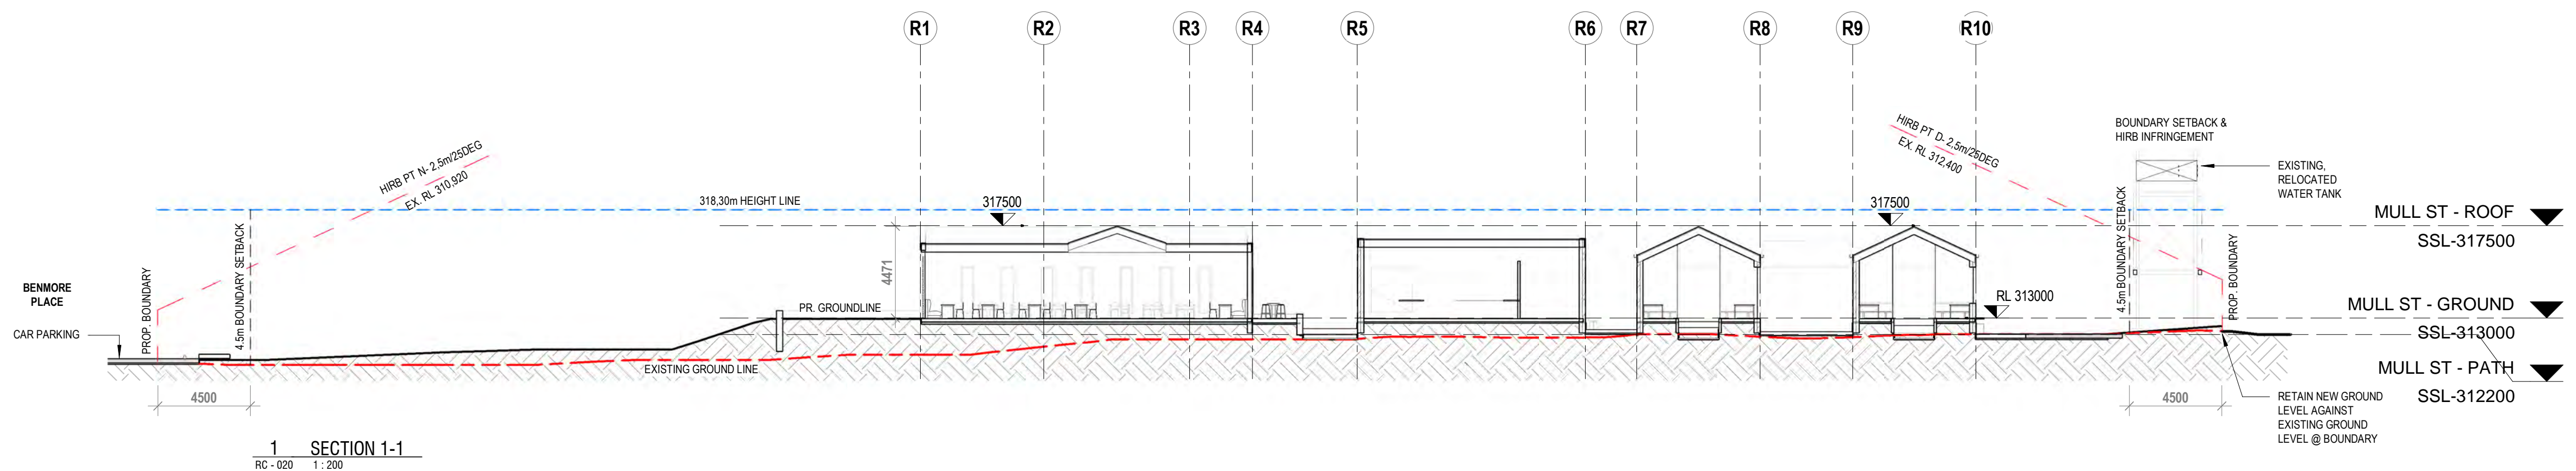 R1
R2
R3
R4
R5
R6
R7
R8
R9
R10
HIRB PT N- 2,5m/25DEG
EX. RL 310,920
318,30m HEIGHT LINE
317500
317500
HIRB PT D- 2,5m/25DEG
EX. RL 312,400
BOUNDARY SETBACK &
HIRB INFRINGEMENT
EXISTING,
RELOCATED
WATER TANK
MULL ST - ROOF
SSL-317500
BENMORE
PLACE
CAR PARKING
PROP. BOUNDARY
4.5m BOUNDARY SETBACK
4471
PR. GROUNDLINE
EXISTING GROUND LINE
RL 313000
4.5m BOUNDARY SETBACK
PROP. BOUNDARY
MULL ST - GROUND
SSL-313000
MULL ST - PATH
SSL-312200
4500
4500
RETAIN NEW GROUND
LEVEL AGAINST
EXISTING GROUND
LEVEL @ BOUNDARY
1 SECTION 1-1
RC - 020 1 : 200